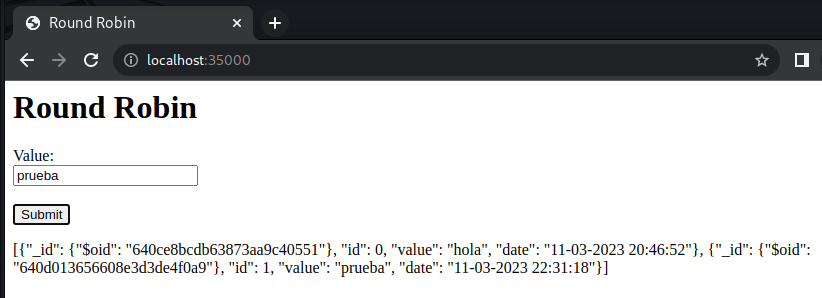 Round Robin
localhost:35000
Round Robin
Value:
prueba
Submit
[{"_id": {"$oid": "640ce8bcdb63873aa9c40551"}, "id": 0, "value": "hola", "date": "11-03-2023 20:46:52"}, {"_id": {"$oid":
"640d013656608e3d3de4f0a9"}, "id": 1, "value": "prueba", "date": "11-03-2023 22:31:18"}]